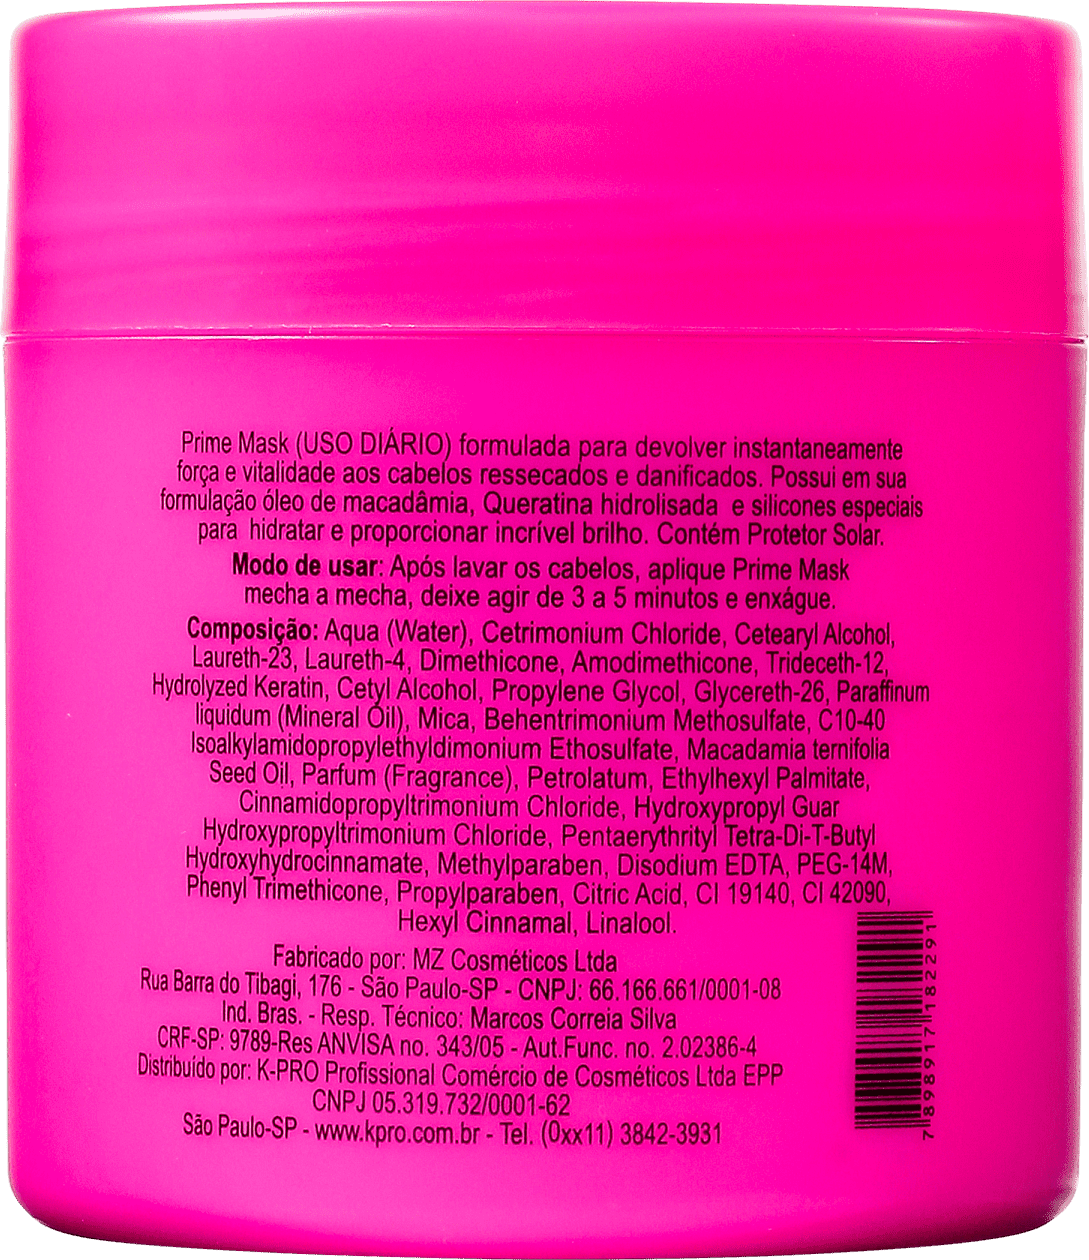 Prime Mask (USO DIÁRIO) formulada para devolver instantaneamente
força e vitalidade aos cabelos ressecados e danificados. Possui em sua
formulação óleo de macadâmia, Queratina hidrolisada e silicones especiais
para hidratar e proporcionar incrível brilho. Contém Protetor Solar.
Modo de usar: Após lavar os cabelos, aplique Prime Mask
mecha a mecha, deixe agir de 3 a 5 minutos e enxágue.
Composição: Aqua (Water), Cetrimonium Chloride, Cetearyl Alcohol,
Laureth-23, Laureth-4, Dimethicone, Amodimethicone, Trideceth-12,
Hydrolyzed Keratin, Cetyl Alcohol, Propylene Glycol, Glycereth-26, Paraffinum
liquidum (Mineral Oil), Mica, Behentrimonium Methosulfate, C10-40
Isoalkylamidopropylethyldimonium Ethosulfate, Macadamia ternifolia
Seed Oil, Parfum (Fragrance), Petrolatum, Ethylhexyl Palmitate,
Cinnamidopropyltrimonium Chloride, Hydroxypropyl Guar
Hydroxypropyltrimonium Chloride, Pentaerythrityl Tetra-Di-T-Butyl
Hydroxyhydrocinnamate, Methylparaben, Disodium EDTA, PEG-14M,
Phenyl Trimethicone, Propylparaben, Citric Acid, CI 19140, CI 42090,
Hexyl Cinnamal, Linalool.
Fabricado por: MZ Cosméticos Ltda
Rua Barra do Tibagi, 176 - São Paulo-SP - CNPJ: 66.166.661/0001-08
Ind. Bras. - Resp. Técnico: Marcos Correia Silva
CRF-SP: 9789-Res ANVISA no. 343/05 - Aut.Func. no. 2.02386-4
Distribuído por: K-PRO Profissional Comércio de Cosméticos Ltda EPP
CNPJ 05.319.732/0001-62
São Paulo-SP - www.kpro.com.br - Tel. (0xx11) 3842-3931
7 898917 182291